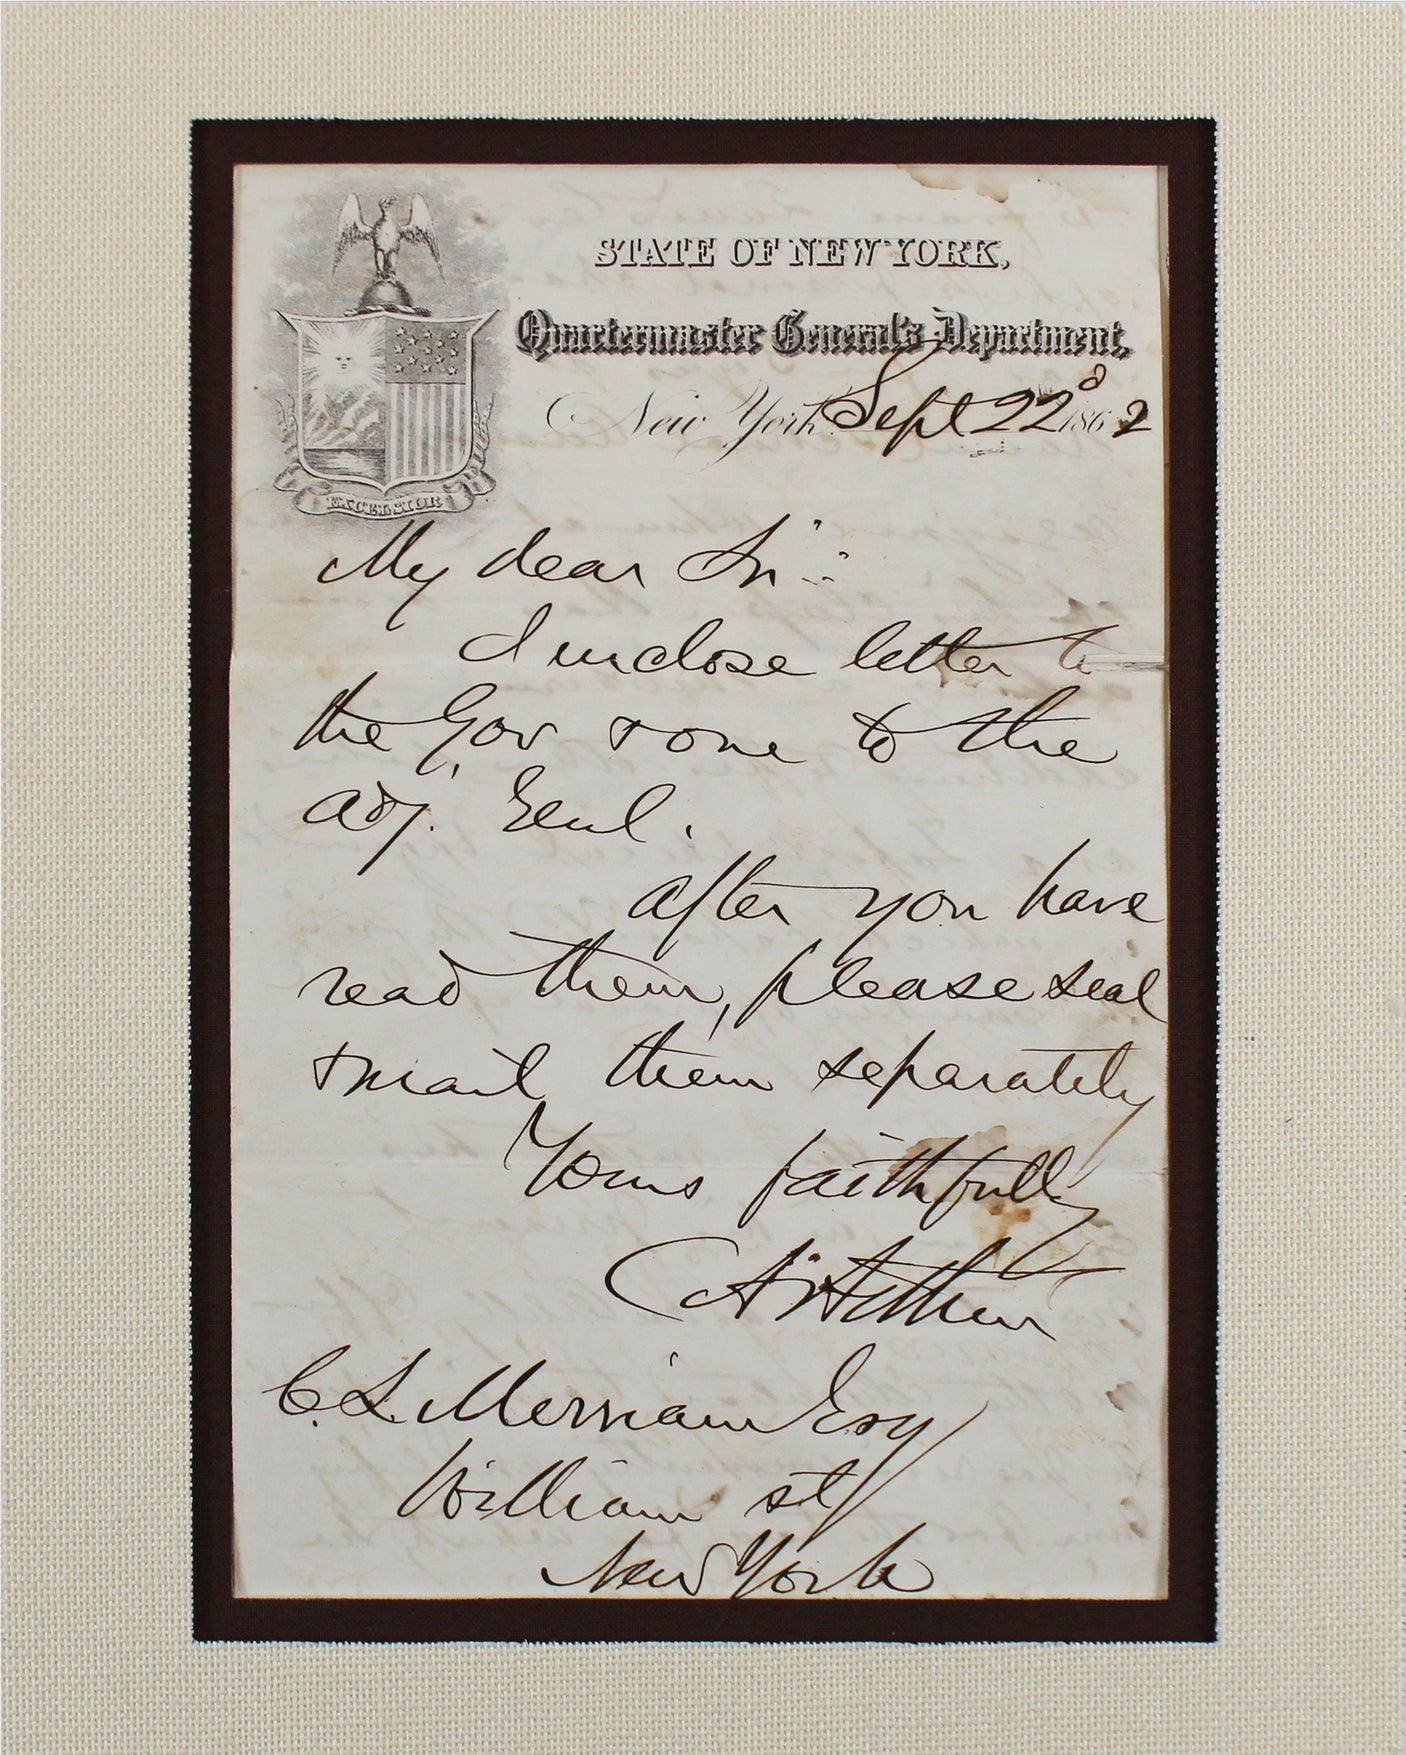 EXCELSIOR
STATE OF NEW YORK,
Quartermaster General's Department,
New York Sept 22d 1862
My dear Sir:
I inclose letter to
the Gov & one to the
adj. Genl.
After you have
read them, please seal
& mail them separately
Yours faithfully
C A Arthur
C. L. Merriam Esq
William st
New York